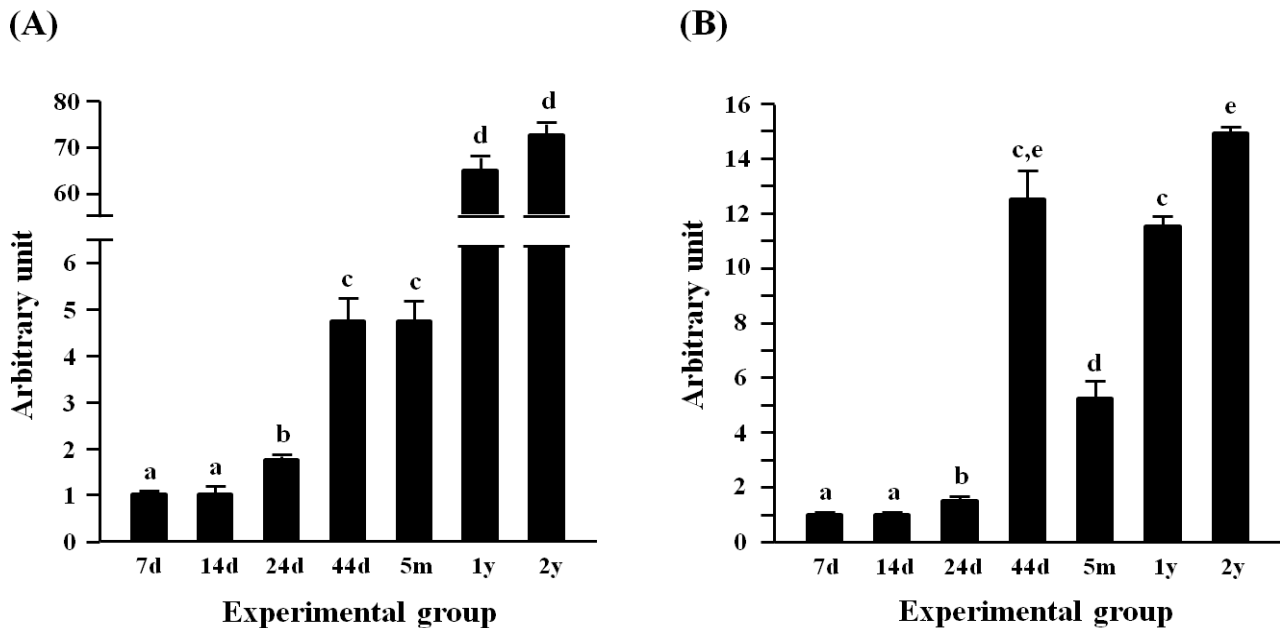 (A)
80
70
60
6
5
4
3
2
1
0
Arbitrary unit
a
a
b
c
c
d
d
7d 14d 24d 44d 5m 1y 2y
Experimental group
(B)
16
14
12
10
8
6
4
2
0
Arbitrary unit
a
a
b
c,e
d
c
e
7d 14d 24d 44d 5m 1y 2y
Experimental group